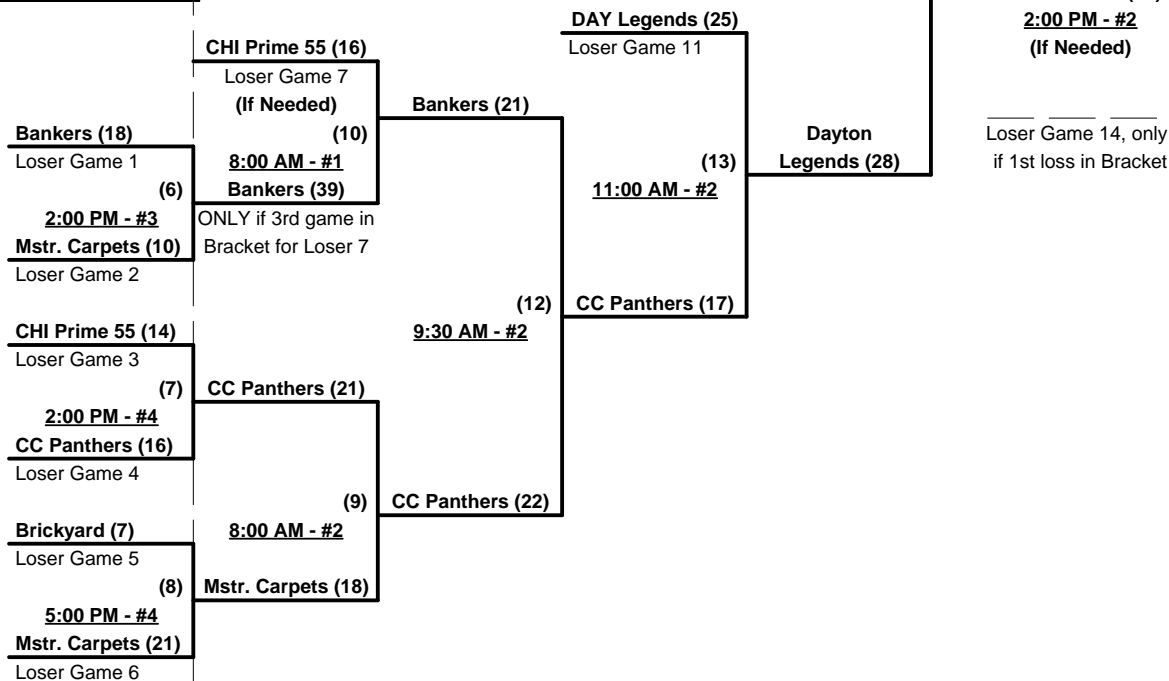 DAY Legends (25)
Loser Game 11
2:00 PM - #2
(If Needed)
CHI Prime 55 (16)
Loser Game 7
(If Needed)
(10)
8:00 AM - #1
Bankers (39)
ONLY if 3rd game in
Bracket for Loser 7
Bankers (18)
Loser Game 1
(6)
2:00 PM - #3
Mstr. Carpets (10)
Loser Game 2
Bankers (21)
(12)
9:30 AM - #2
(13)
11:00 AM - #2
Dayton
Legends (28)
Loser Game 14, only
if 1st loss in Bracket
CC Panthers (17)
CHI Prime 55 (14)
Loser Game 3
(7)
2:00 PM - #4
CC Panthers (16)
Loser Game 4
CC Panthers (21)
(9)
8:00 AM - #2
CC Panthers (22)
Brickyard (7)
Loser Game 5
(8)
5:00 PM - #4
Mstr. Carpets (21)
Loser Game 6
Mstr. Carpets (18)